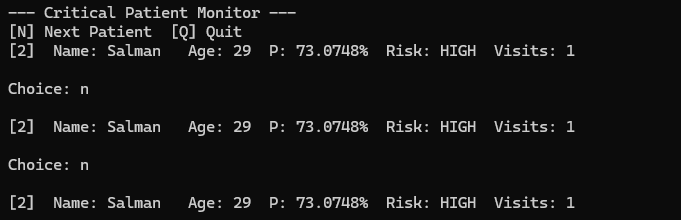 --- Critical Patient Monitor ---
[N] Next Patient  [Q] Quit
[2]  Name: Salman   Age: 29  P: 73.0748%  Risk: HIGH  Visits: 1
Choice: n
[2]  Name: Salman   Age: 29  P: 73.0748%  Risk: HIGH  Visits: 1
Choice: n
[2]  Name: Salman   Age: 29  P: 73.0748%  Risk: HIGH  Visits: 1